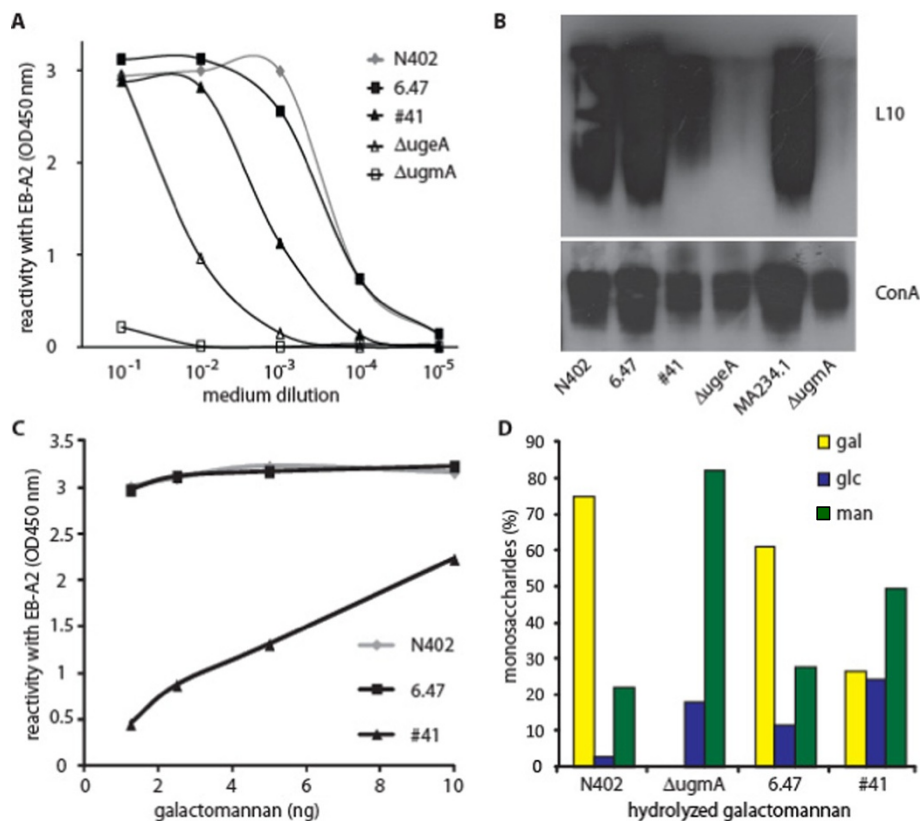 A
reactivity with EB-A2 (OD450 nm)
3
2
1
0
10⁻¹ 10⁻² 10⁻³ 10⁻⁴ 10⁻⁵
medium dilution
N402
6.47
#41
ΔugeA
ΔugmA
B
L10
ConA
N402 6.47 #41 ΔugeA MA234.1 ΔugmA
C
reactivity with EB-A2 (OD450 nm)
3.5
3
2.5
2
1.5
1
0.5
0
0 2 4 6 8 10
galactomannan (ng)
N402
6.47
#41
D
monosaccharides (%)
90
80
70
60
50
40
30
20
10
0
gal
glc
man
N402 ΔugmA 6.47 #41
hydrolyzed galactomannan